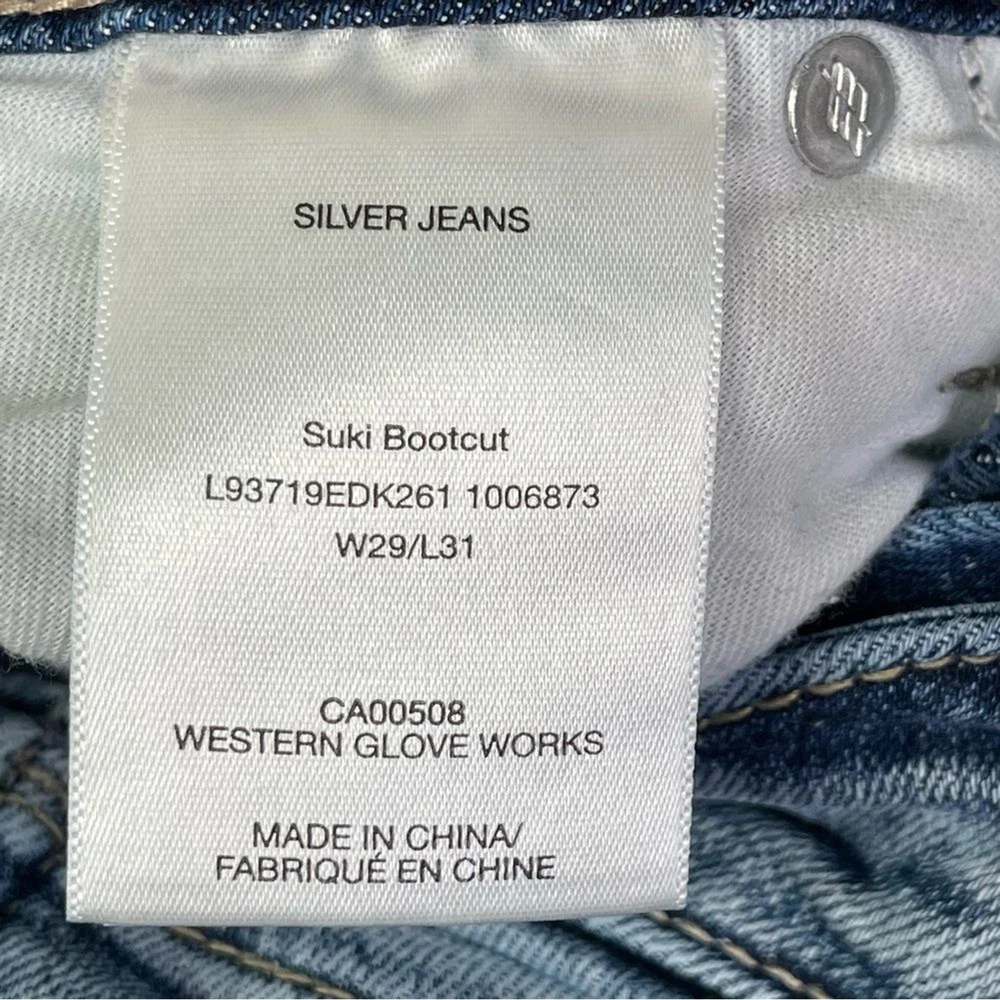 SILVER JEANS
Suki Bootcut
L93719EDK261 1006873
W29/L31
CA00508
WESTERN GLOVE WORKS
MADE IN CHINA/
FABRIQUÉ EN CHINE